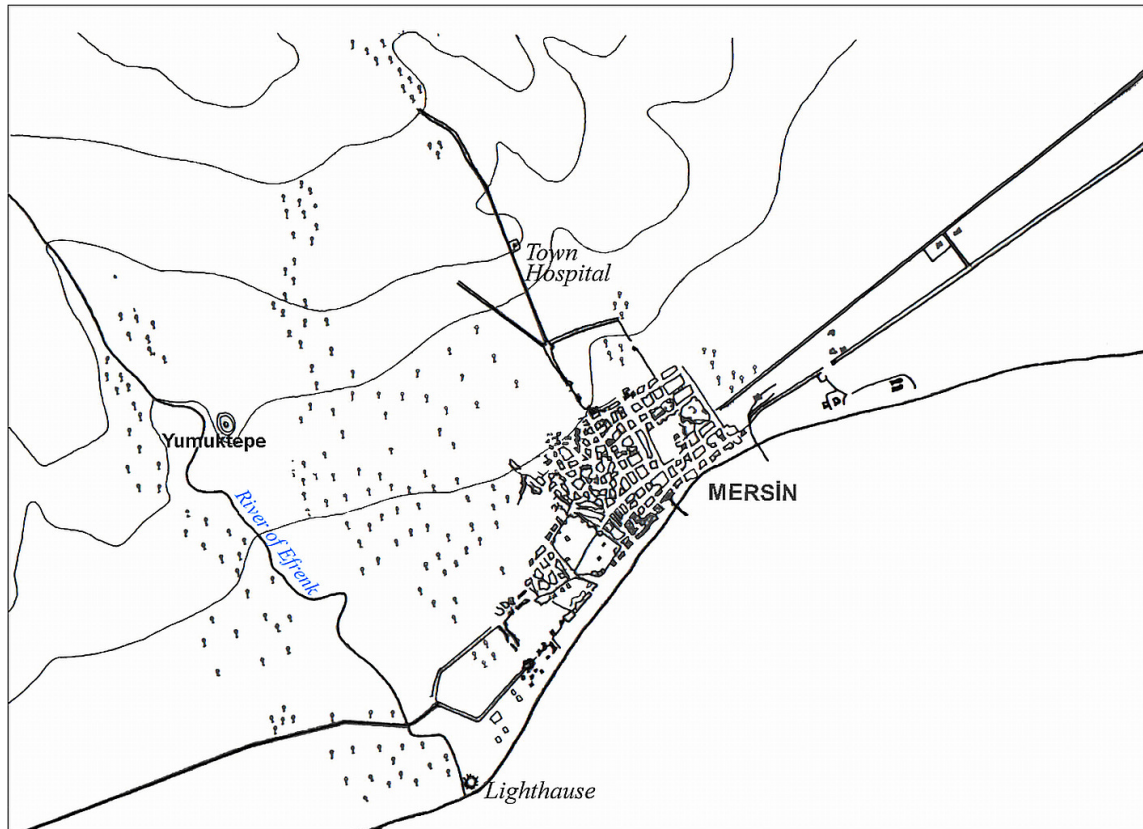 Town
Hospital
Yumuktepe
MERSİN
River of Efrenk
Lighthause